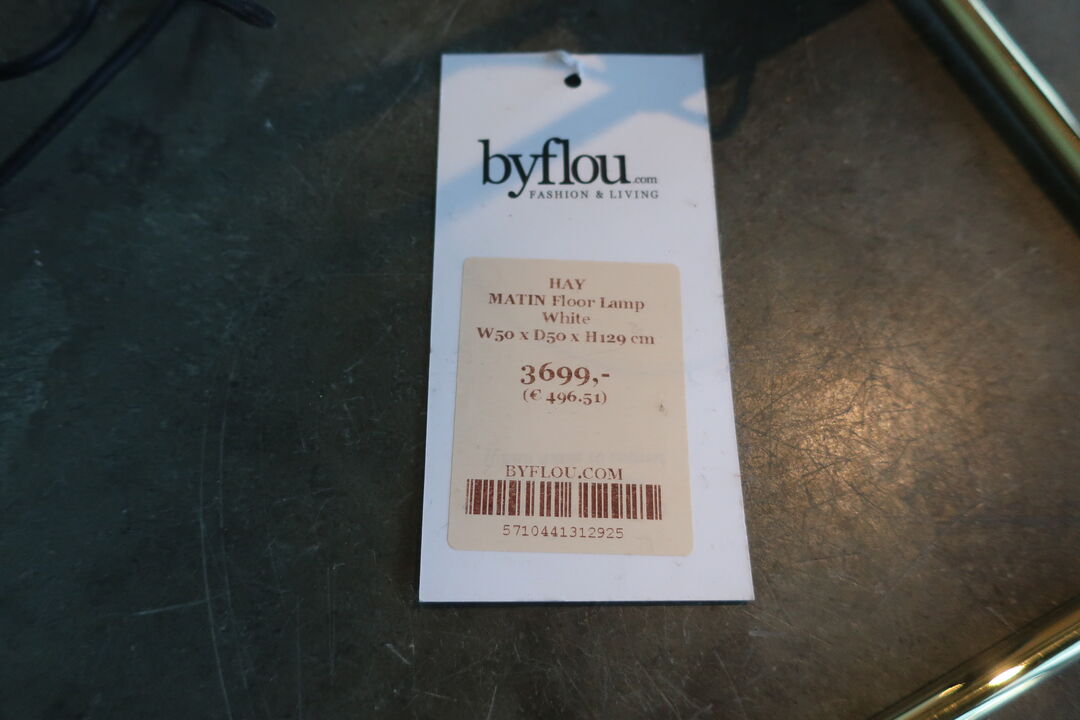 byflou.com
FASHION & LIVING
HAY
MATIN Floor Lamp
White
W50 x D50 x H129 cm
3699,-
(€ 496.51)
BYFLOU.COM
5710441312925